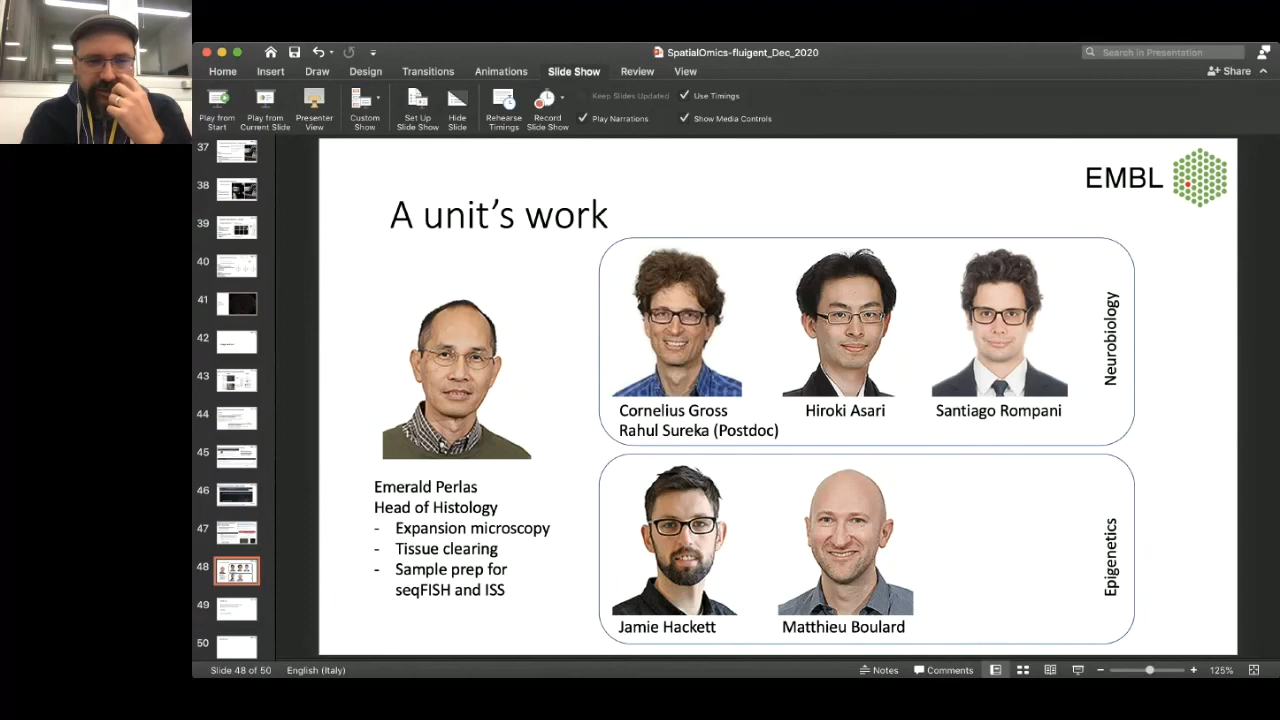 SpatialOmics-fluigent_Dec_2020
Search in Presentation
Home Insert Draw Design Transitions Animations Slide Show Review View
Share
Play from Start
Play from Current Slide
Presenter View
Custom Show
Set Up Slide Show
Hide Slide
Rehearse Timings
Record Slide Show
Keep Slides Updated
Use Timings
Play Narrations
Show Media Controls
37
38
39
40
41
42
43
44
45
46
47
48
49
50
EMBL
A unit's work
Emerald Perlas
Head of Histology
- Expansion microscopy
- Tissue clearing
- Sample prep for
seqFISH and ISS
Cornelius Gross
Rahul Sureka (Postdoc)
Hiroki Asari
Santiago Rompani
Neurobiology
Jamie Hackett
Matthieu Boulard
Epigenetics
Slide 48 of 50
English (Italy)
Notes
Comments
125%